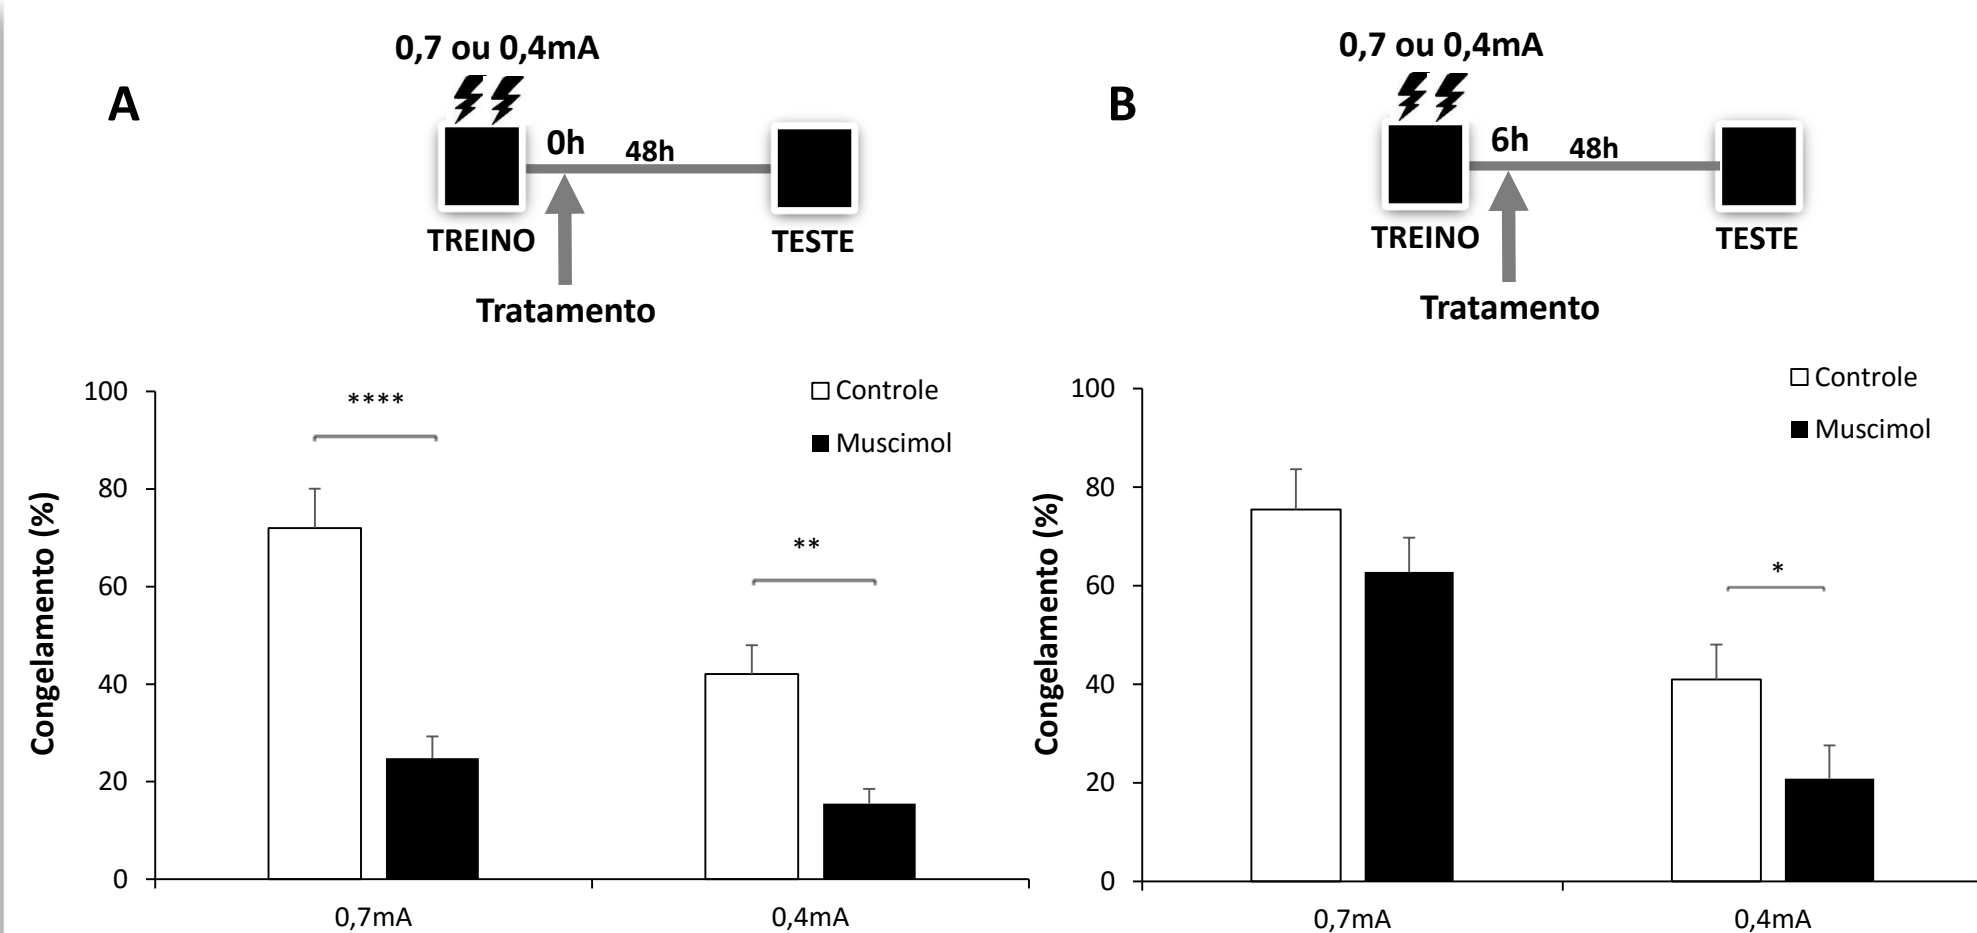 A
0,7 ou 0,4mA
0h
48h
TREINO
TESTE
Tratamento
Controle
Muscimol
Congelamento (%)
100
80
60
40
20
0
****
**
0,7mA
0,4mA
B
0,7 ou 0,4mA
6h
48h
TREINO
TESTE
Tratamento
Controle
Muscimol
Congelamento (%)
100
80
60
40
20
0
*
0,7mA
0,4mA